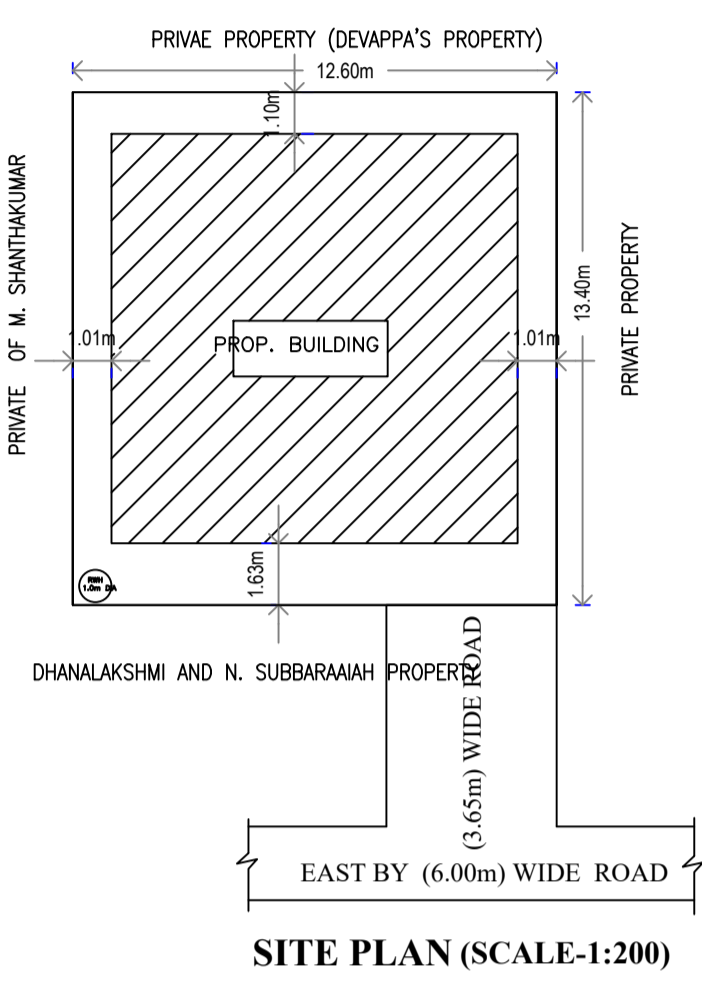 PRIVAE PROPERTY (DEVAPPA'S PROPERTY)
12.60m
1.10m
PRIVATE OF M. SHANTHAKUMAR
13.40m
PRIVATE PROPERTY
1.01m
PROP. BUILDING
1.01m
1.63m
RWH
1.0m DIA
DHANALAKSHMI AND N. SUBBARAAIAH PROPERTY
(3.65m) WIDE ROAD
EAST BY (6.00m) WIDE ROAD
SITE PLAN (SCALE-1:200)